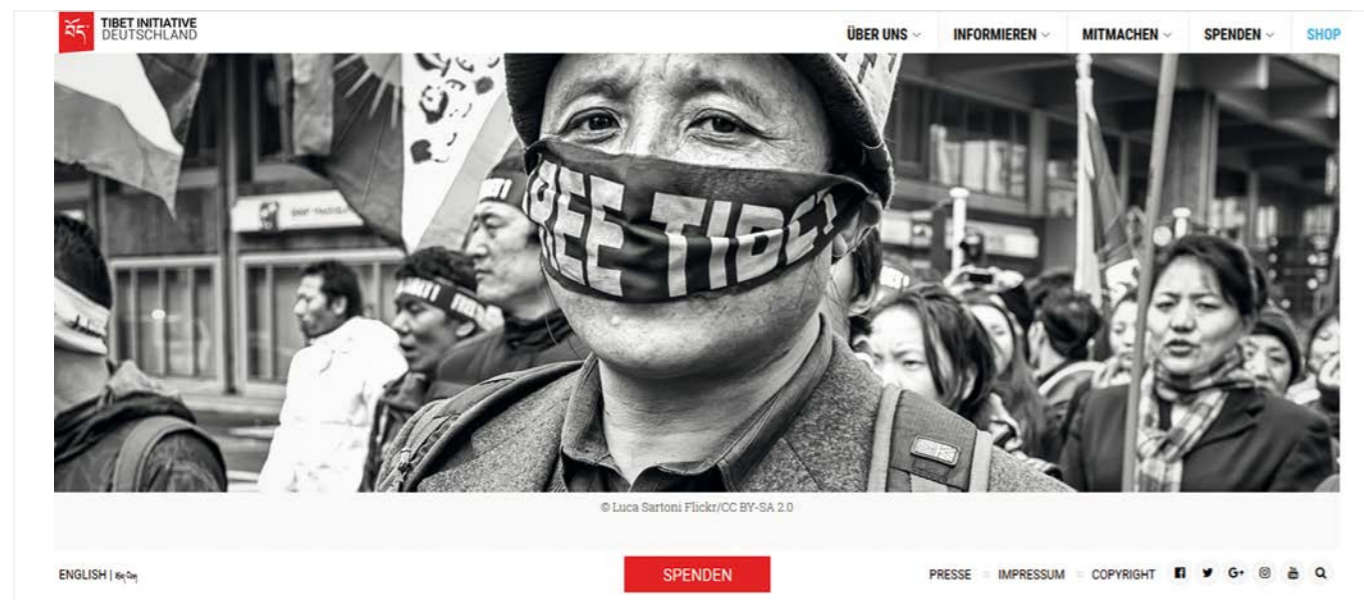 བོད་
TIBET INITIATIVE
DEUTSCHLAND
ÜBER UNS
INFORMIEREN
MITMACHEN
SPENDEN
SHOP
REE TIBET
© Luca Sartoni Flickr/CC BY-SA 2.0
ENGLISH |
SPENDEN
PRESSE
IMPRESSUM
COPYRIGHT
G+